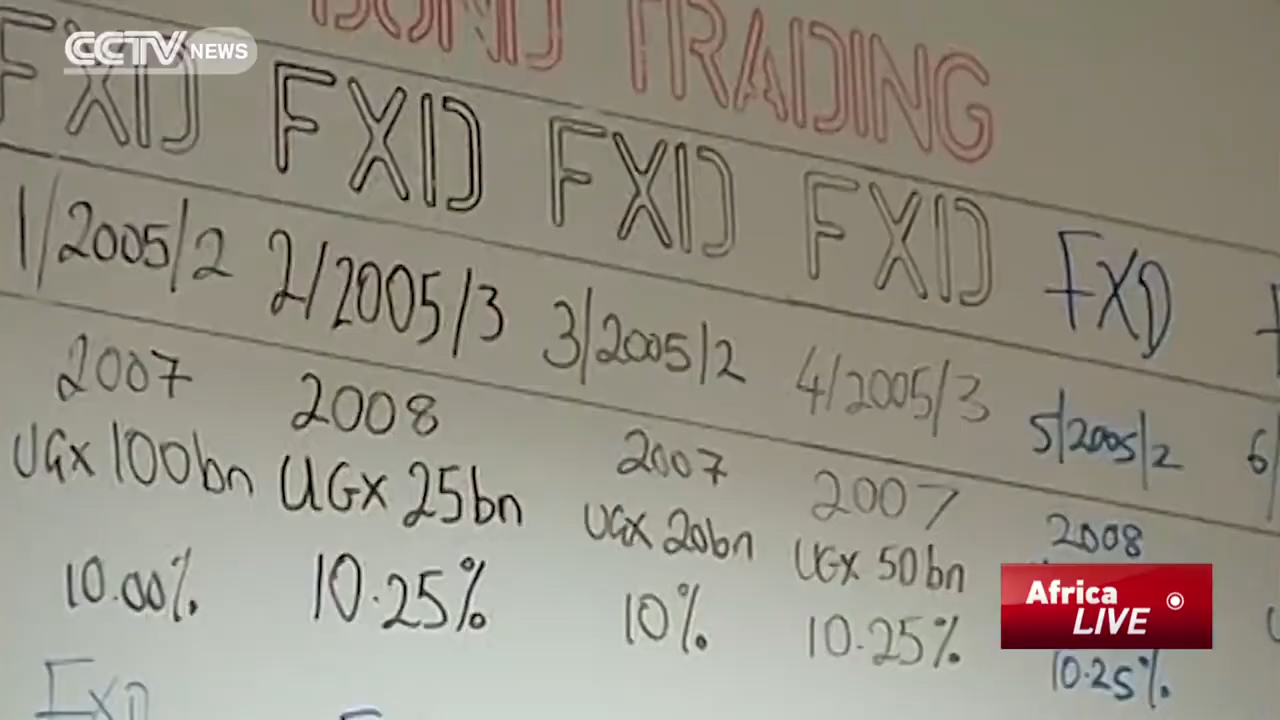 CCTV NEWS
BOND TRADING
FXD FXD FXD FXD FXD
1/2005/2 2/2005/3 3/2005/2 4/2005/3 5/2005/2 6/
2007 2008 2007 2007 2008
UGX 100bn UGX 25bn UGX 20bn UGX 50bn
10.00% 10.25% 10% 10.25% 10.25%
FXD
Africa
LIVE